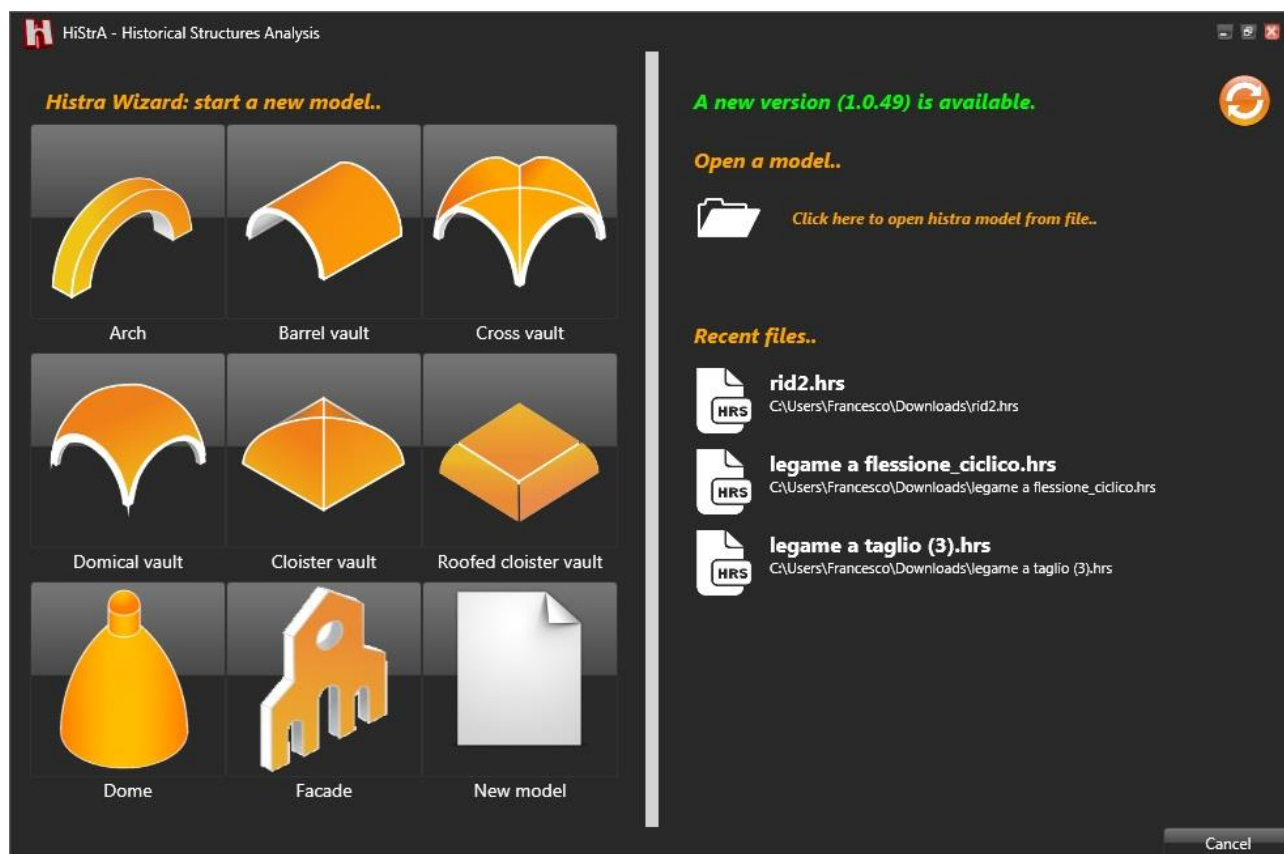 HiStrA - Historical Structures Analysis
Histra Wizard: start a new model..
Arch
Barrel vault
Cross vault
Domical vault
Cloister vault
Roofed cloister vault
Dome
Facade
New model
A new version (1.0.49) is available.
Open a model..
Click here to open histra model from file..
Recent files..
HRS
rid2.hrs
C:\Users\Francesco\Downloads\rid2.hrs
HRS
legame a flessione_ciclico.hrs
C:\Users\Francesco\Downloads\legame a flessione_ciclico.hrs
HRS
legame a taglio (3).hrs
C:\Users\Francesco\Downloads\legame a taglio (3).hrs
Cancel